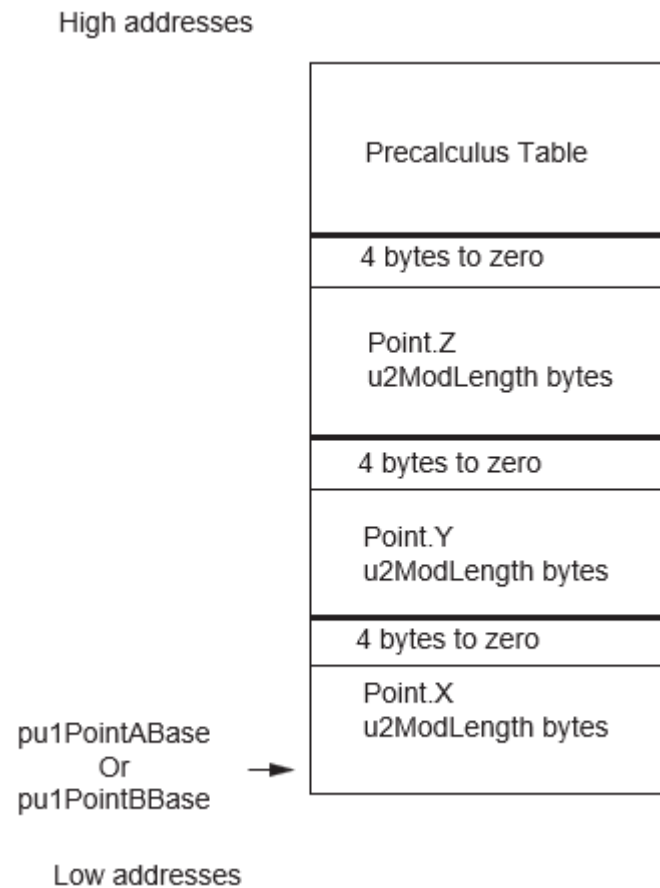 High addresses
Precalculus Table
4 bytes to zero
Point.Z
u2ModLength bytes
4 bytes to zero
Point.Y
u2ModLength bytes
4 bytes to zero
Point.X
u2ModLength bytes
pu1PointABase
Or
pu1PointBBase
Low addresses